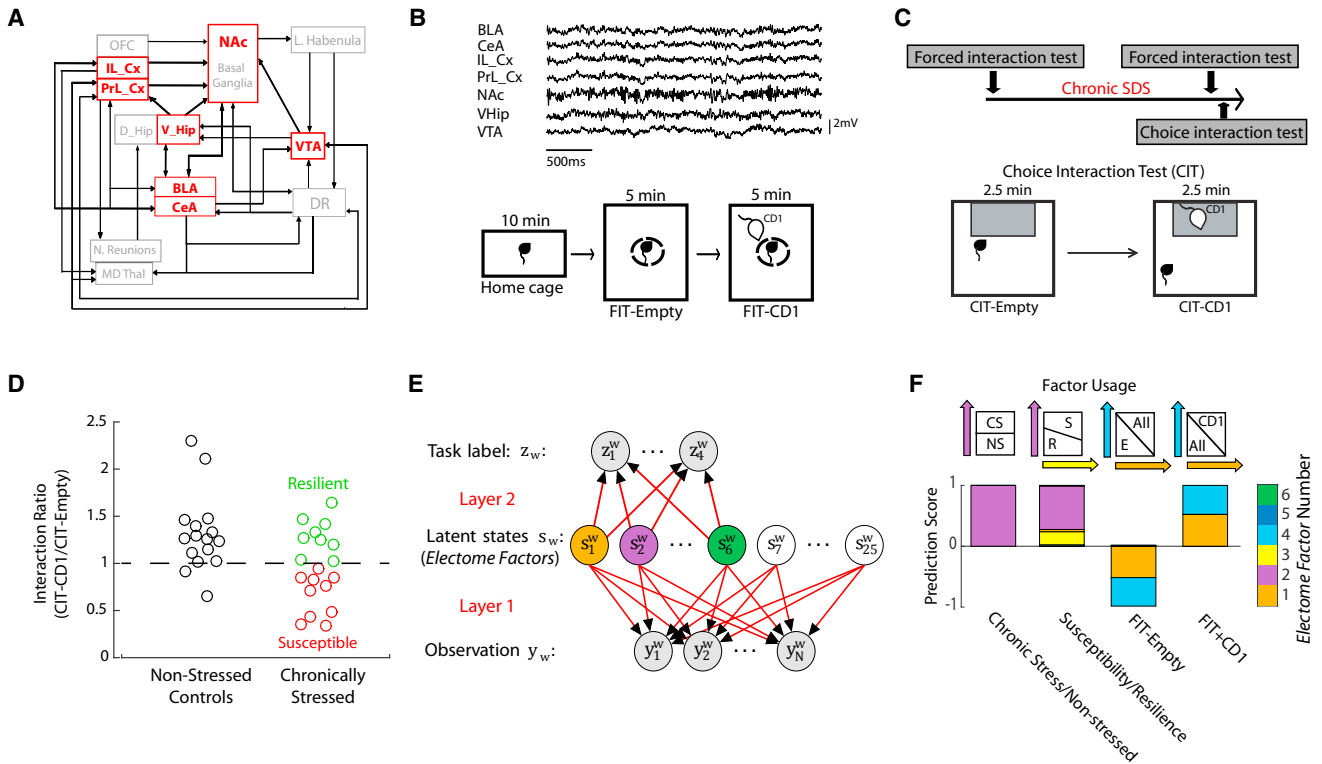 A
OFC
NAc
L. Habenula
IL_Cx
Basal
Ganglia
PrL_Cx
D_Hip
V_Hip
VTA
BLA
CeA
DR
N. Reunions
MD Thal
B
BLA
CeA
IL_Cx
PrL_Cx
NAc
VHip
VTA
2mV
500ms
10 min
5 min
5 min
CD1
Home cage
FIT-Empty
FIT-CD1
C
Forced interaction test
Forced interaction test
Chronic SDS
Choice interaction test
Choice Interaction Test (CIT)
2.5 min
2.5 min
CD1
CIT-Empty
CIT-CD1
D
Interaction Ratio
(CIT-CD1/CIT-Empty)
2.5
2
1.5
1
0.5
0
Resilient
Susceptible
Non-Stressed
Controls
Chronically
Stressed
E
Task label: z_w:
z_1^w ... z_4^w
Layer 2
Latent states s_w:
(Electome Factors)
s_1^w s_2^w ... s_6^w s_7^w ... s_25^w
Layer 1
Observation y_w:
y_1^w y_2^w ... y_N^w
F
Factor Usage
CS
NS
S
R
All
E
CD1
All
Prediction Score
1
0
-1
Chronic Stress/Non-stressed
Susceptibility/Resilience
FIT-Empty
FIT+CD1
6
5
4
3
2
1
Electome Factor Number